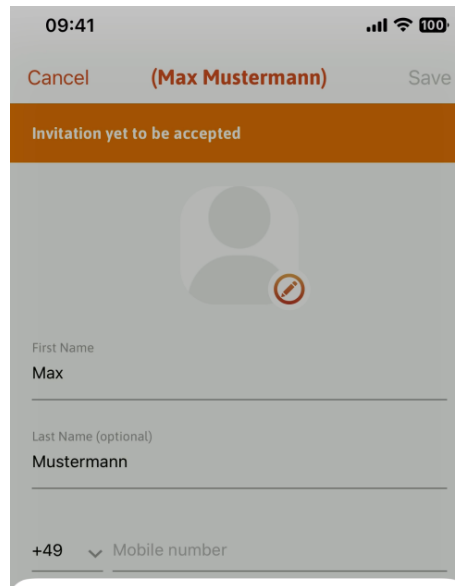 09:41
100
Cancel
(Max Mustermann)
Save
Invitation yet to be accepted
First Name
Max
Last Name (optional)
Mustermann
+49
Mobile number